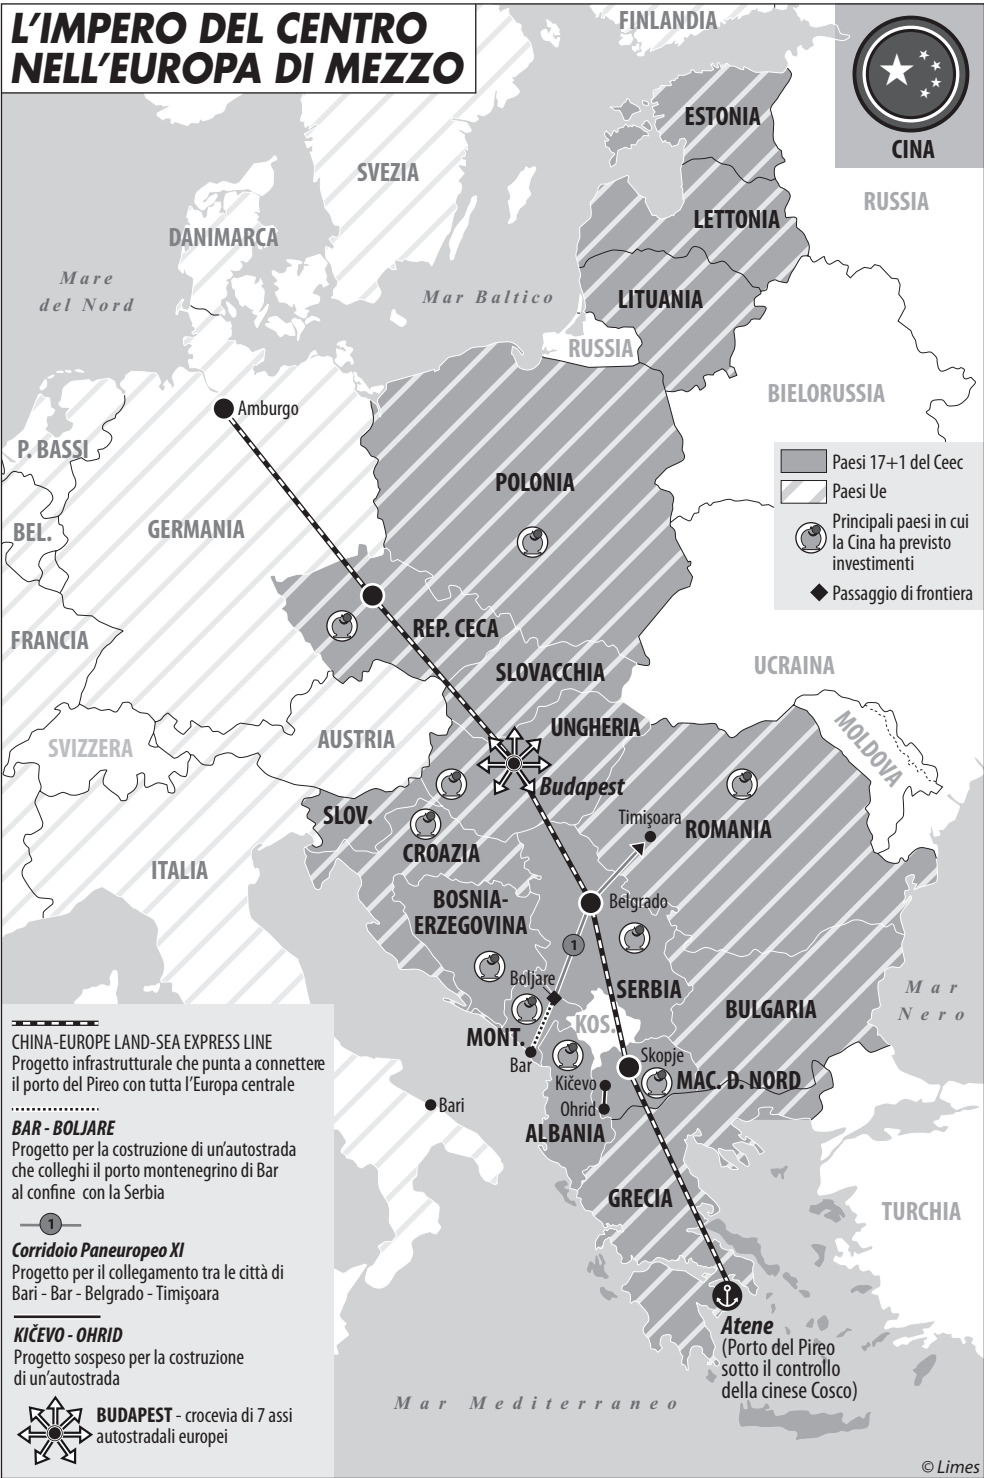 L'IMPERO DEL CENTRO
NELL'EUROPA DI MEZZO
FINLANDIA
CINA
ESTONIA
SVEZIA
RUSSIA
LETTONIA
DANIMARCA
Mare
del Nord
Mar Baltico
LITUANIA
RUSSIA
BIELORUSSIA
Amburgo
P. BASSI
POLONIA
Paesi 17+1 del Ceec
Paesi Ue
Principali paesi in cui
la Cina ha previsto
investimenti
Passaggio di frontiera
BEL.
GERMANIA
FRANCIA
REP. CECA
SLOVACCHIA
UCRAINA
UNGHERIA
MOLDOVA
AUSTRIA
SVIZZERA
Budapest
SLOV.
Timişoara
ROMANIA
CROAZIA
ITALIA
BOSNIA-
ERZEGOVINA
Belgrado
1
Boljare
SERBIA
BULGARIA
Mar
Nero
MONT.
KOS.
Bar
Skopje
Kičevo
MAC. D. NORD
Bari
Ohrid
ALBANIA
GRECIA
TURCHIA
Atene
(Porto del Pireo
sotto il controllo
della cinese Cosco)
Mar Mediterraneo
CHINA-EUROPE LAND-SEA EXPRESS LINE
Progetto infrastrutturale che punta a connettere
il porto del Pireo con tutta l'Europa centrale
BAR - BOLJARE
Progetto per la costruzione di un'autostrada
che colleghi il porto montenegrino di Bar
al confine con la Serbia
1
Corridoio Paneuropeo XI
Progetto per il collegamento tra le città di
Bari - Bar - Belgrado - Timişoara
KIČEVO - OHRID
Progetto sospeso per la costruzione
di un'autostrada
BUDAPEST - crocevia di 7 assi
autostradali europei
© Limes